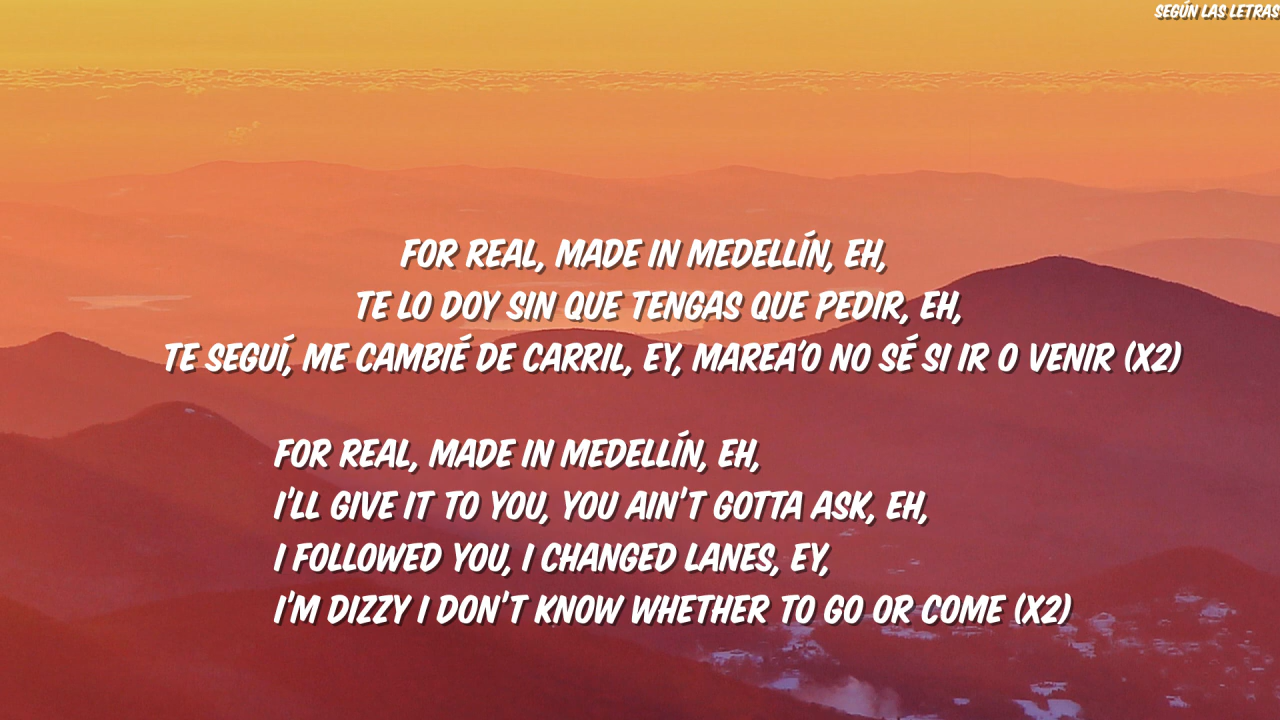 SEGÚN LAS LETRAS
FOR REAL, MADE IN MEDELLÍN, EH,
TE LO DOY SIN QUE TENGAS QUE PEDIR, EH,
TE SEGUÍ, ME CAMBIÉ DE CARRIL, EY, MAREA'O NO SÉ SI IR O VENIR (X2)
FOR REAL, MADE IN MEDELLÍN, EH,
I'LL GIVE IT TO YOU, YOU AIN'T GOTTA ASK, EH,
I FOLLOWED YOU, I CHANGED LANES, EY,
I'M DIZZY I DON'T KNOW WHETHER TO GO OR COME (X2)